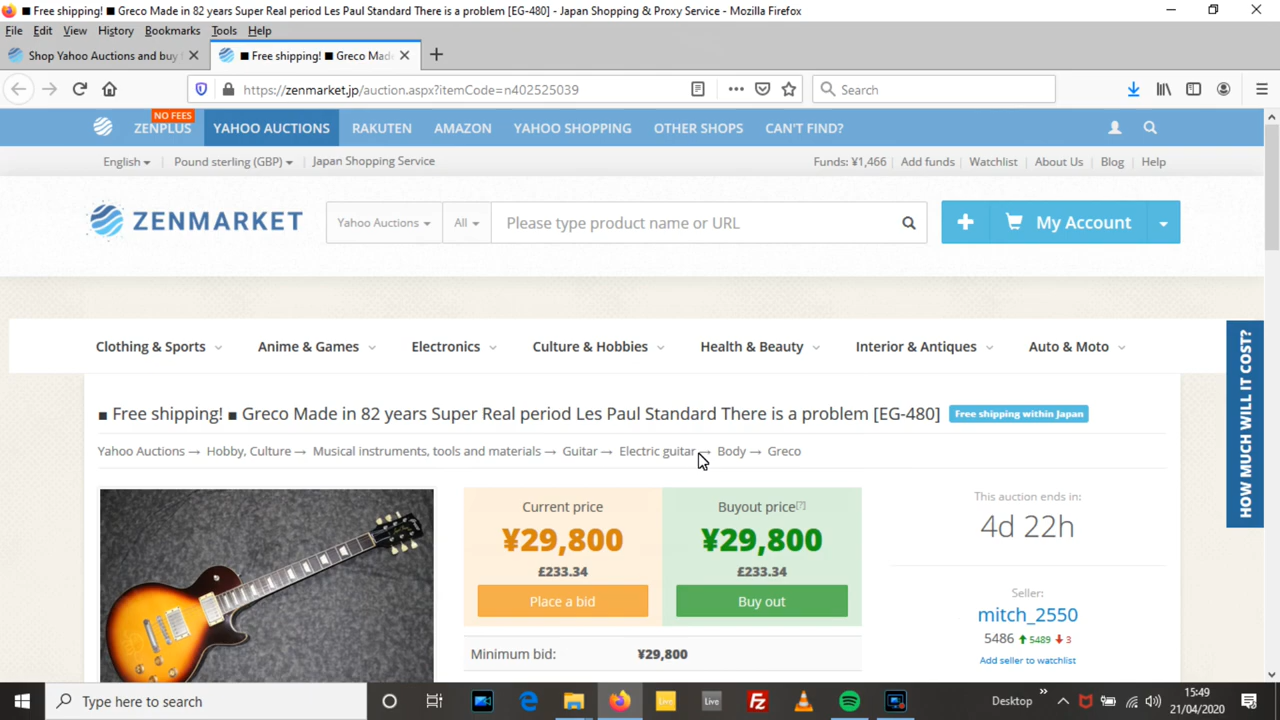 ■ Free shipping! ■ Greco Made in 82 years Super Real period Les Paul Standard There is a problem [EG-480] - Japan Shopping & Proxy Service - Mozilla Firefox
File Edit View History Bookmarks Tools Help
Shop Yahoo Auctions and buy
■ Free shipping! ■ Greco Made
https://zenmarket.jp/auction.aspx?itemCode=n402525039
Search
NO FEES
ZENPLUS YAHOO AUCTIONS RAKUTEN AMAZON YAHOO SHOPPING OTHER SHOPS CAN'T FIND?
English Pound sterling (GBP) Japan Shopping Service Funds: ¥1,466 Add funds Watchlist About Us Blog Help
ZENMARKET
Yahoo Auctions All Please type product name or URL
My Account
HOW MUCH WILL IT COST?
Clothing & Sports Anime & Games Electronics Culture & Hobbies Health & Beauty Interior & Antiques Auto & Moto
■ Free shipping! ■ Greco Made in 82 years Super Real period Les Paul Standard There is a problem [EG-480] Free shipping within Japan
Yahoo Auctions → Hobby, Culture → Musical instruments, tools and materials → Guitar → Electric guitar → Body → Greco
Current price
¥29,800
£233.34
Place a bid
Buyout price[?]
¥29,800
£233.34
Buy out
Minimum bid: ¥29,800
This auction ends in:
4d 22h
Seller:
mitch_2550
5486 5489 3
Add seller to watchlist
Type here to search
Live
Live
Fz
Desktop
15:49
21/04/2020